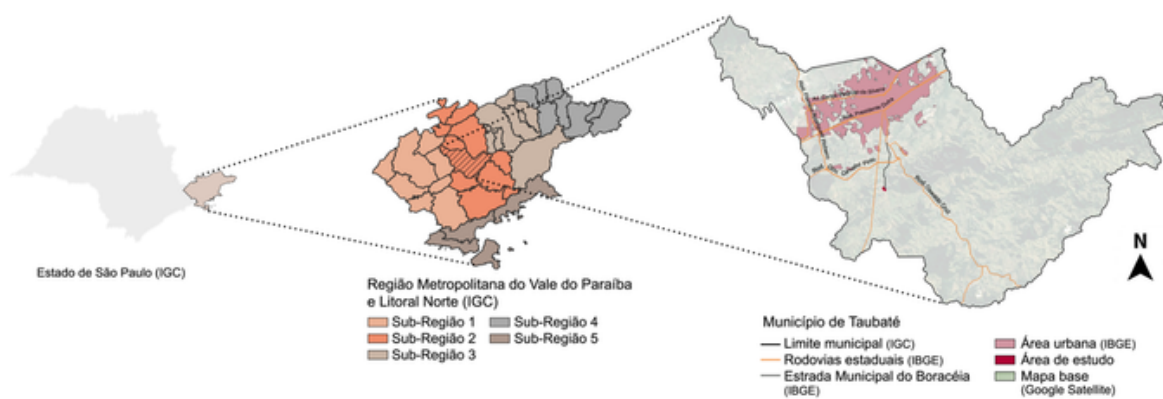 Estado de São Paulo (IGC)
Região Metropolitana do Vale do Paraíba
e Litoral Norte (IGC)
Sub-Região 1
Sub-Região 2
Sub-Região 3
Sub-Região 4
Sub-Região 5
N
Município de Taubaté
Limite municipal (IGC)
Rodovias estaduais (IBGE)
Estrada Municipal do Boracéia
(IBGE)
Área urbana (IBGE)
Área de estudo
Mapa base
(Google Satellite)